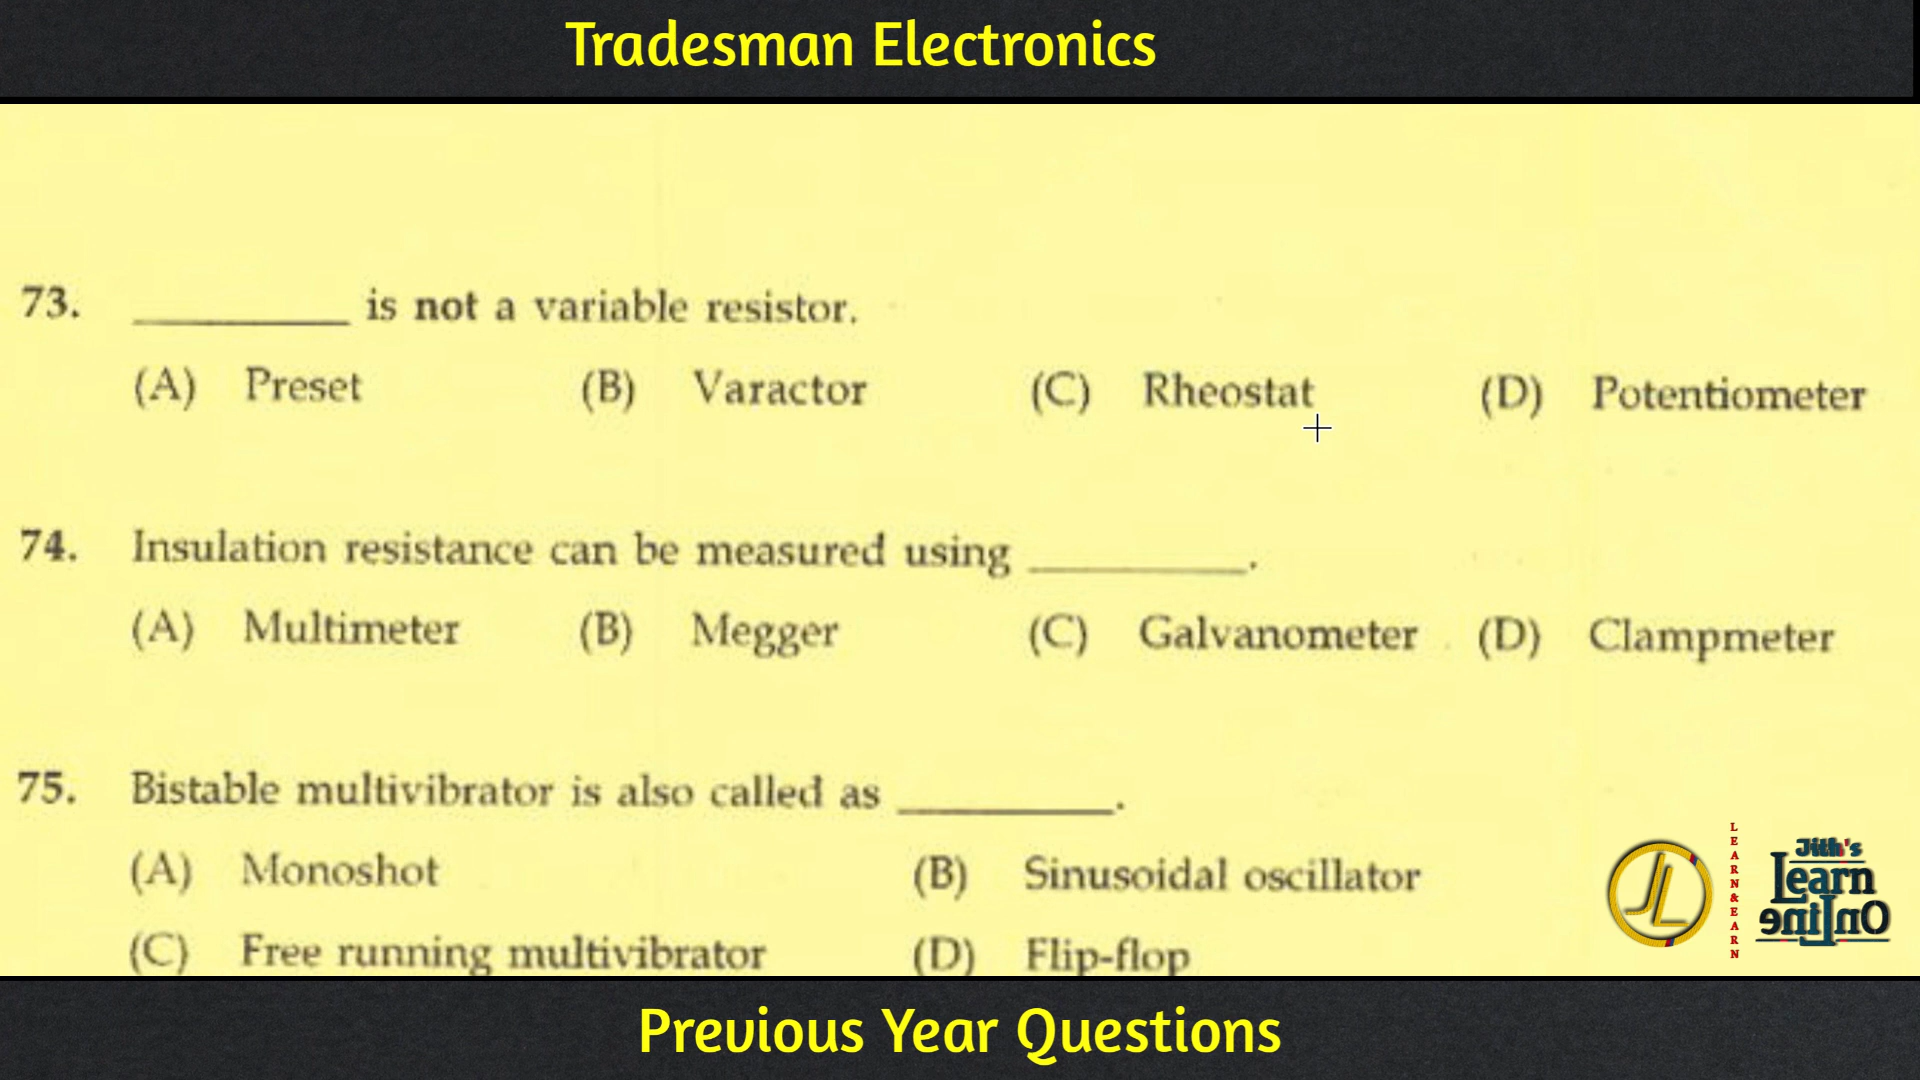 Tradesman Electronics
73. __________ is not a variable resistor.
(A) Preset (B) Varactor (C) Rheostat (D) Potentiometer
74. Insulation resistance can be measured using __________.
(A) Multimeter (B) Megger (C) Galvanometer (D) Clampmeter
75. Bistable multivibrator is also called as __________.
(A) Monoshot (B) Sinusoidal oscillator
(C) Free running multivibrator (D) Flip-flop
JL
LEARN&EARN
Jith's
Learn
OnLine
Previous Year Questions